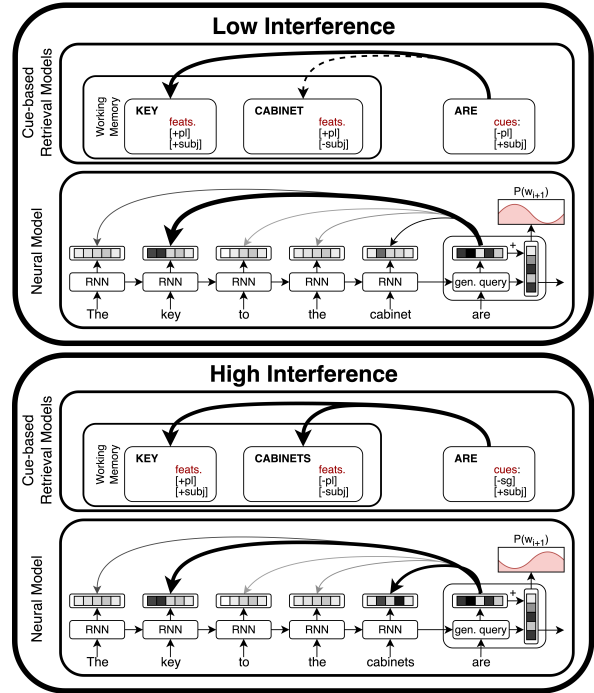 Low Interference
Cue-based
Retrieval Models
Working
Memory
KEY
feats.
[+pl]
[+subj]
CABINET
feats.
[+pl]
[-subj]
ARE
cues:
[-pl]
[+subj]
Neural Model
P(wi+1)
+
RNN
RNN
RNN
RNN
RNN
gen. query
The
key
to
the
cabinet
are
High Interference
Cue-based
Retrieval Models
Working
Memory
KEY
feats.
[+pl]
[+subj]
CABINETS
feats.
[-pl]
[-subj]
ARE
cues:
[-sg]
[+subj]
Neural Model
P(wi+1)
+
RNN
RNN
RNN
RNN
RNN
gen. query
The
key
to
the
cabinets
are